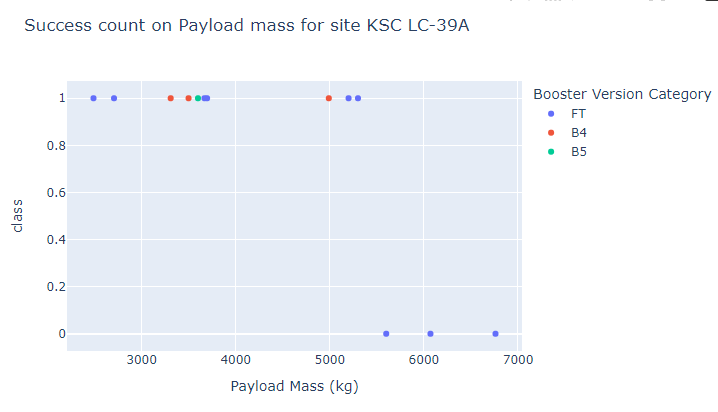 Success count on Payload mass for site KSC LC-39A
Booster Version Category
FT
B4
B5
class
1
0.8
0.6
0.4
0.2
0
3000 4000 5000 6000 7000
Payload Mass (kg)